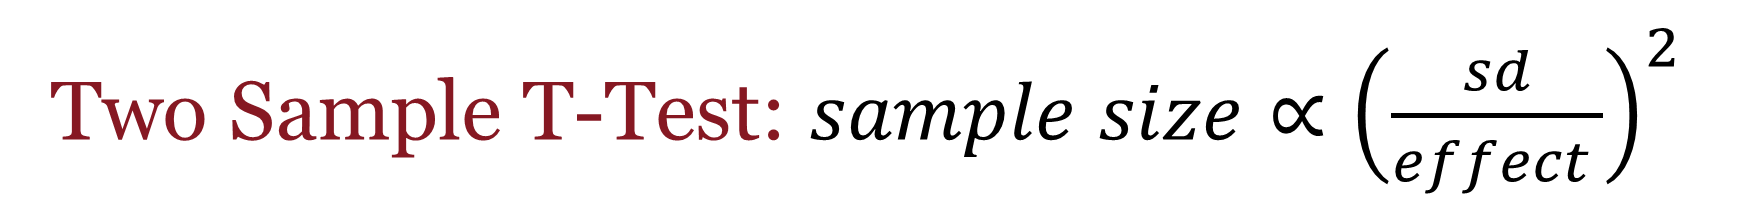 Two Sample T-Test: sample size ∝ (sd/effect)²